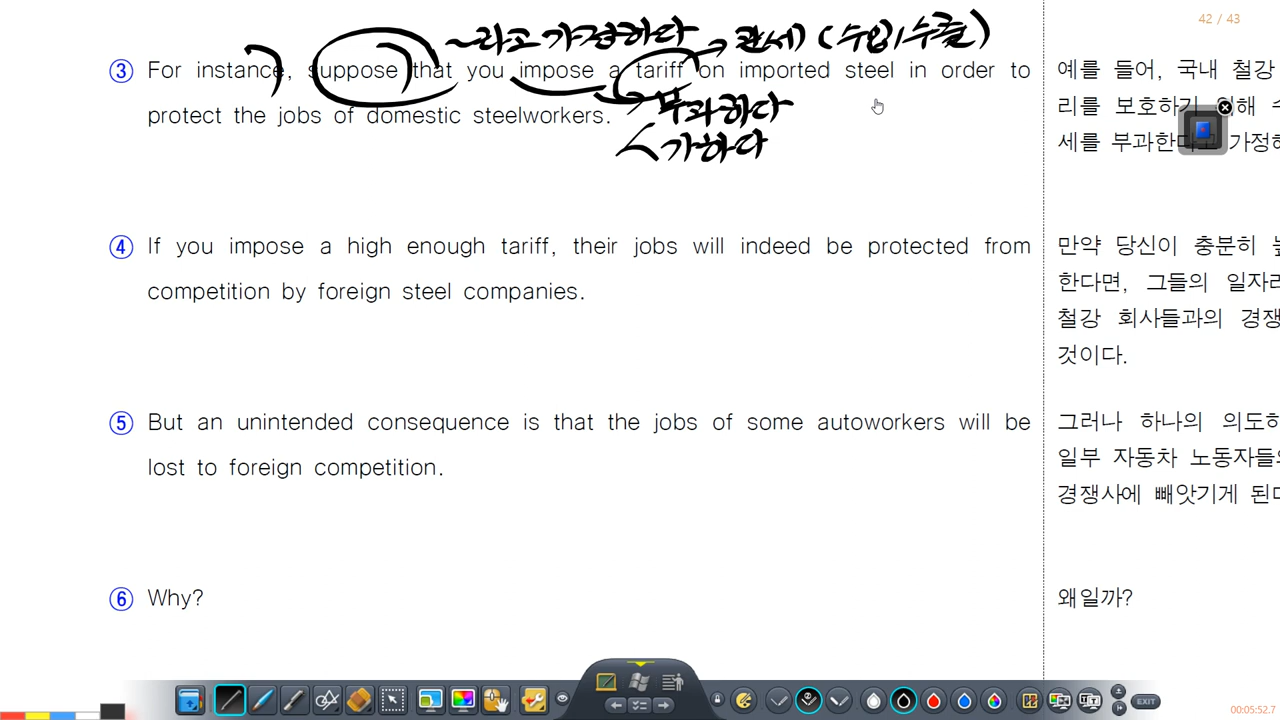 42 / 43
~라고 가정하다 → 관세 (수입/수출)
③ For instance, suppose that you impose a tariff on imported steel in order to
protect the jobs of domestic steelworkers.
부과하다
< 가하다
④ If you impose a high enough tariff, their jobs will indeed be protected from
competition by foreign steel companies.
⑤ But an unintended consequence is that the jobs of some autoworkers will be
lost to foreign competition.
⑥ Why?
예를 들어, 국내 철강
리를 보호하기 위해 수
세를 부과한다고 가정해
만약 당신이 충분히 높
한다면, 그들의 일자리
철강 회사들과의 경쟁
것이다.
그러나 하나의 의도하
일부 자동차 노동자들의
경쟁사에 빼앗기게 된다
왜일까?
EXIT
00:05:52.7